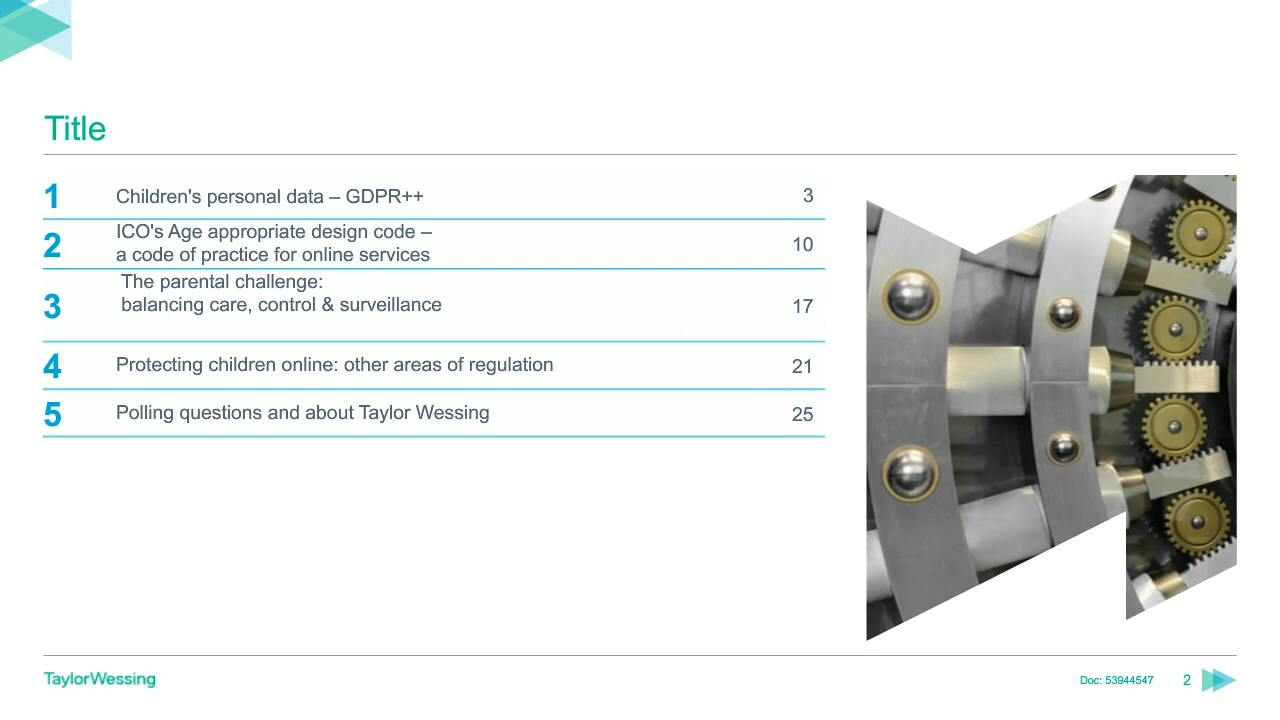 Title
1 Children's personal data – GDPR++ 3
2 ICO's Age appropriate design code –
a code of practice for online services 10
3 The parental challenge:
balancing care, control & surveillance 17
4 Protecting children online: other areas of regulation 21
5 Polling questions and about Taylor Wessing 25
TaylorWessing Doc: 53944547 2